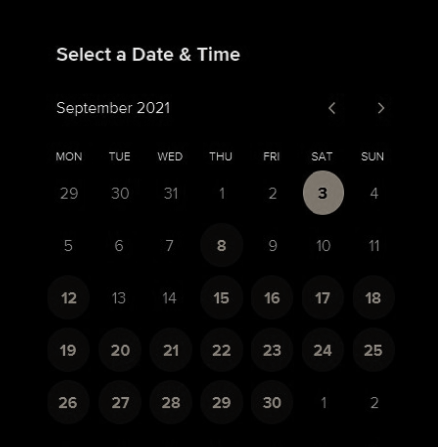 Select a Date & Time
September 2021
MON TUE WED THU FRI SAT SUN
29 30 31 1 2 3 4
5 6 7 8 9 10 11
12 13 14 15 16 17 18
19 20 21 22 23 24 25
26 27 28 29 30 1 2